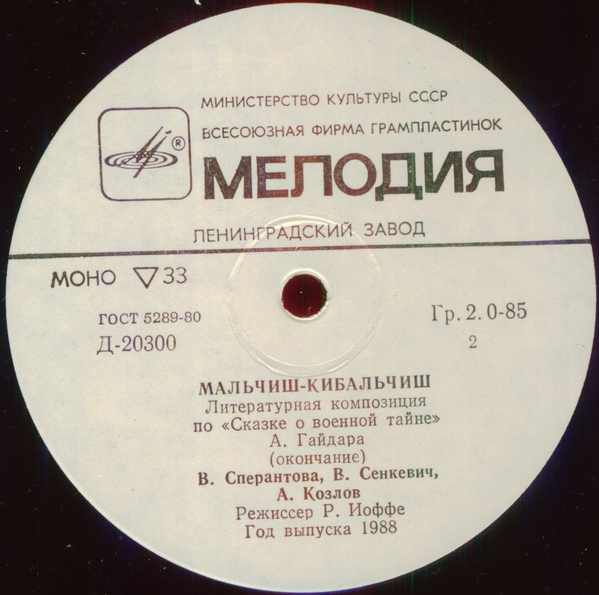 МИНИСТЕРСТВО КУЛЬТУРЫ СССР
ВСЕСОЮЗНАЯ ФИРМА ГРАМПЛАСТИНОК
®
МЕЛОДИЯ
ЛЕНИНГРАДСКИЙ ЗАВОД
МОНО ▽ 33
ГОСТ 5289-80
Гр. 2. 0-85
Д-20300
2
МАЛЬЧИШ-КИБАЛЬЧИШ
Литературная композиция
по «Сказке о военной тайне»
А. Гайдара
(окончание)
В. Сперантова, В. Сенкевич,
А. Козлов
Режиссер Р. Иоффе
Год выпуска 1988